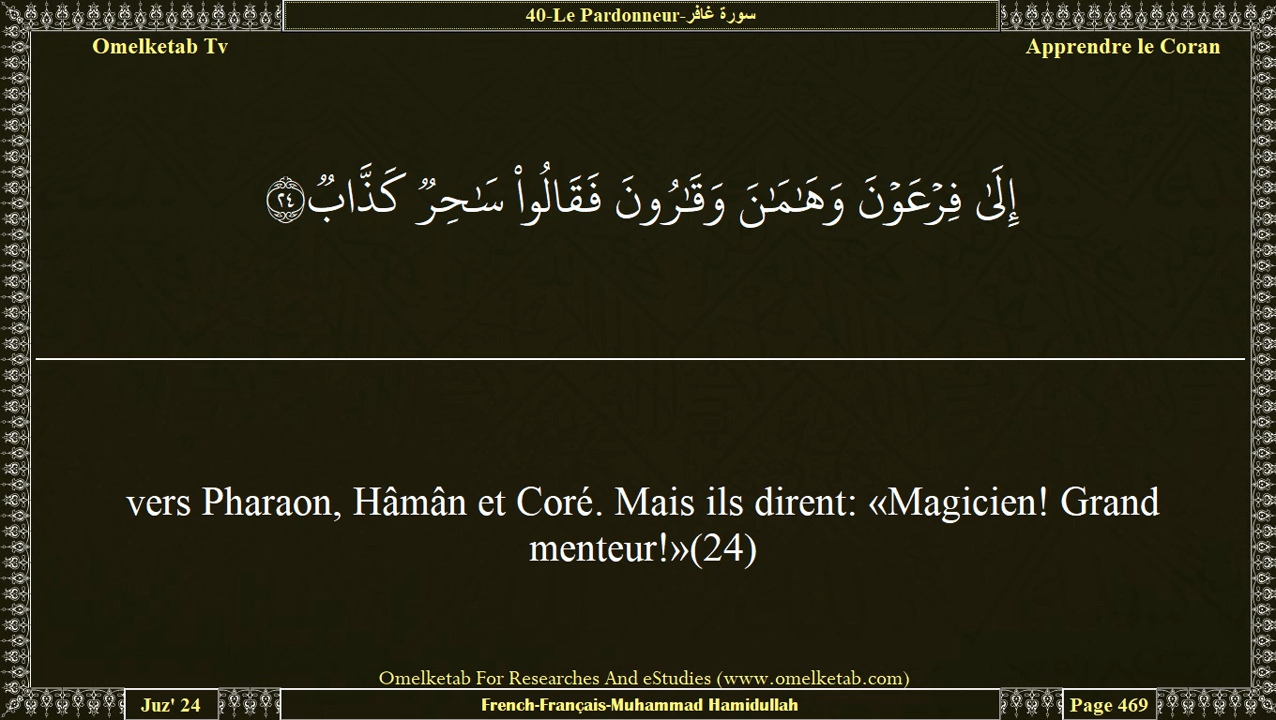 40-Le Pardonneur-سورة غافر
Omelketab Tv
Apprendre le Coran
إِلَىٰ فِرۡعَوۡنَ وَهَٰمَٰنَ وَقَٰرُونَ فَقَالُواْ سَٰحِرٞ كَذَّابٞ ٢٤
vers Pharaon, Hâmân et Coré. Mais ils dirent: «Magicien! Grand
menteur!»(24)
Omelketab For Researches And eStudies (www.omelketab.com)
Juz' 24
French-Français-Muhammad Hamidullah
Page 469